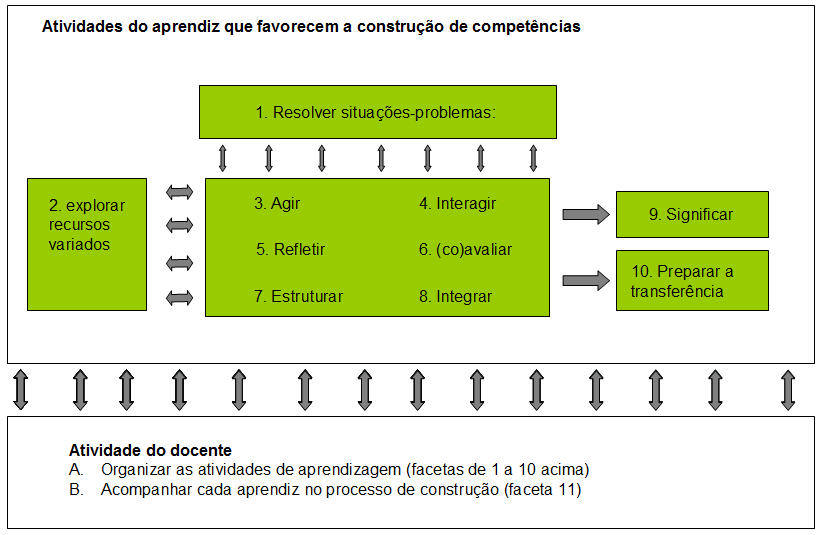 Atividades do aprendiz que favorecem a construção de competências
1. Resolver situações-problemas:
2. explorar
recursos
variados
3. Agir
4. Interagir
5. Refletir
6. (co)avaliar
7. Estruturar
8. Integrar
9. Significar
10. Preparar a
transferência
Atividade do docente
A. Organizar as atividades de aprendizagem (facetas de 1 a 10 acima)
B. Acompanhar cada aprendiz no processo de construção (faceta 11)